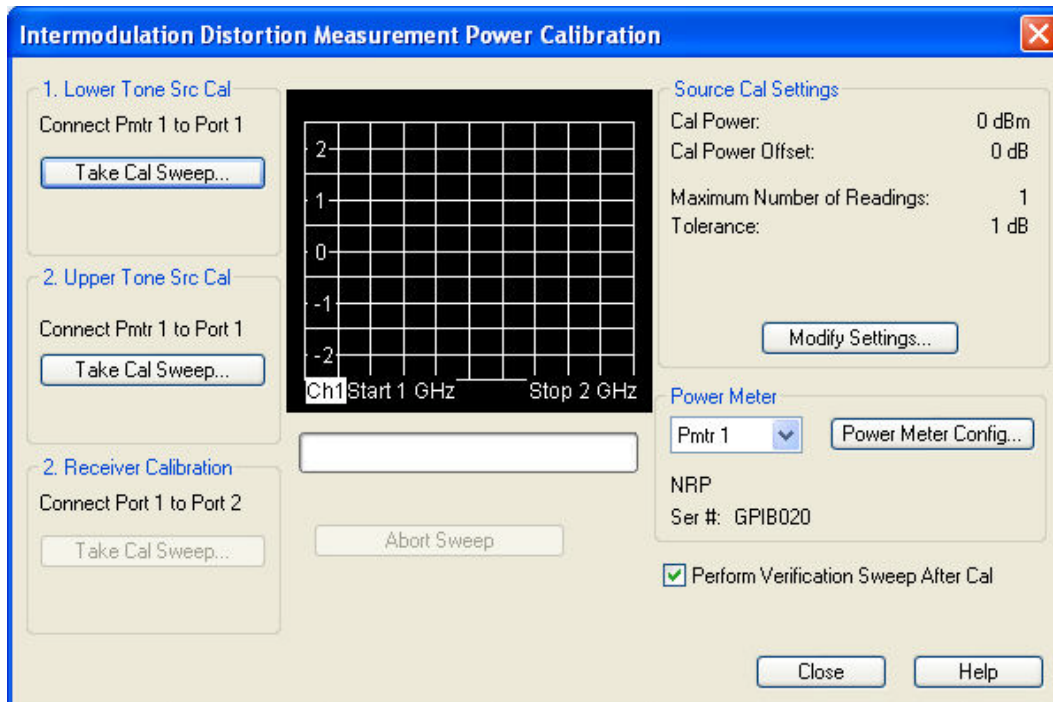 Intermodulation Distortion Measurement Power Calibration
1. Lower Tone Src Cal
Connect Pmtr 1 to Port 1
Take Cal Sweep...
2. Upper Tone Src Cal
Connect Pmtr 1 to Port 1
Take Cal Sweep...
2. Receiver Calibration
Connect Port 1 to Port 2
Take Cal Sweep...
2
1
0
-1
-2
Ch1 Start 1 GHz Stop 2 GHz
Abort Sweep
Source Cal Settings
Cal Power: 0 dBm
Cal Power Offset: 0 dB
Maximum Number of Readings: 1
Tolerance: 1 dB
Modify Settings...
Power Meter
Pmtr 1 Power Meter Config...
NRP
Ser #: GPIB020
Perform Verification Sweep After Cal
Close Help